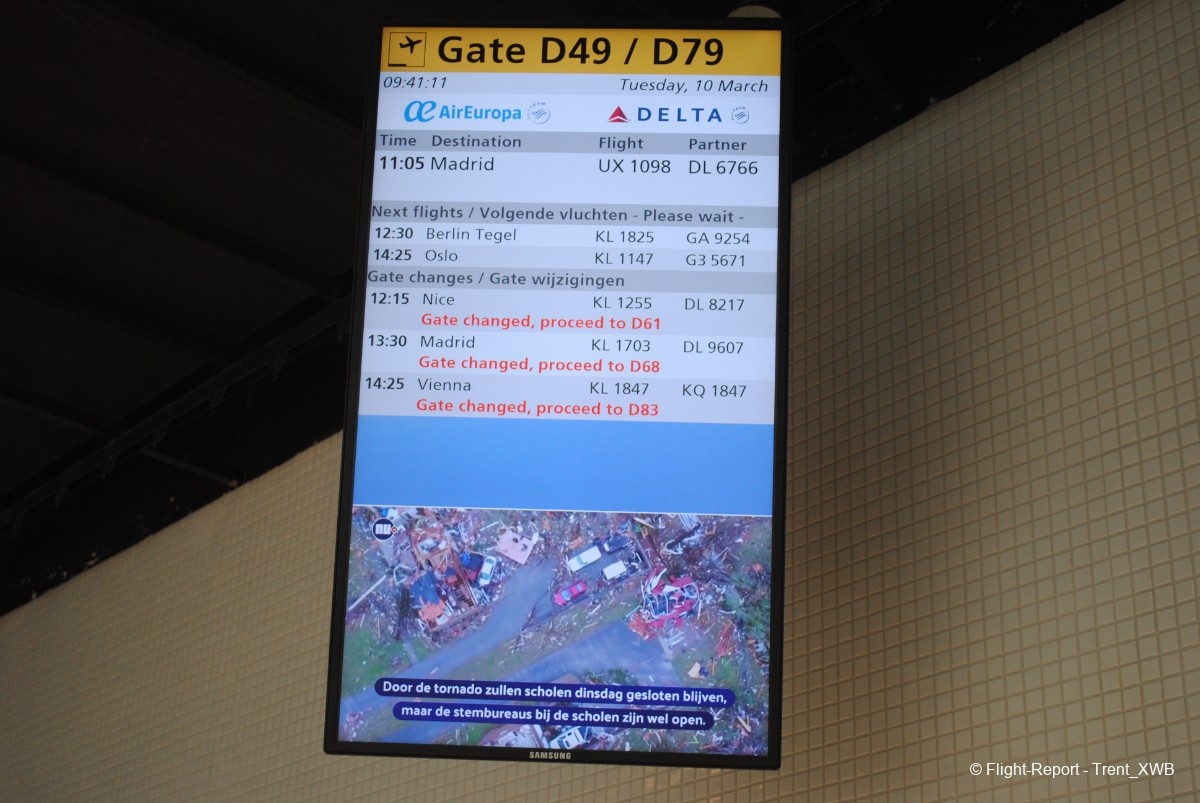 Gate D49 / D79
09:41:11 Tuesday, 10 March
AirEuropa DELTA
Time Destination Flight Partner
11:05 Madrid UX 1098 DL 6766
Next flights / Volgende vluchten - Please wait -
12:30 Berlin Tegel KL 1825 GA 9254
14:25 Oslo KL 1147 G3 5671
Gate changes / Gate wijzigingen
12:15 Nice KL 1255 DL 8217
Gate changed, proceed to D61
13:30 Madrid KL 1703 DL 9607
Gate changed, proceed to D68
14:25 Vienna KL 1847 KQ 1847
Gate changed, proceed to D83
nu
Door de tornado zullen scholen dinsdag gesloten blijven,
maar de stembureaus bij de scholen zijn wel open.
SAMSUNG
© Flight-Report - Trent_XWB